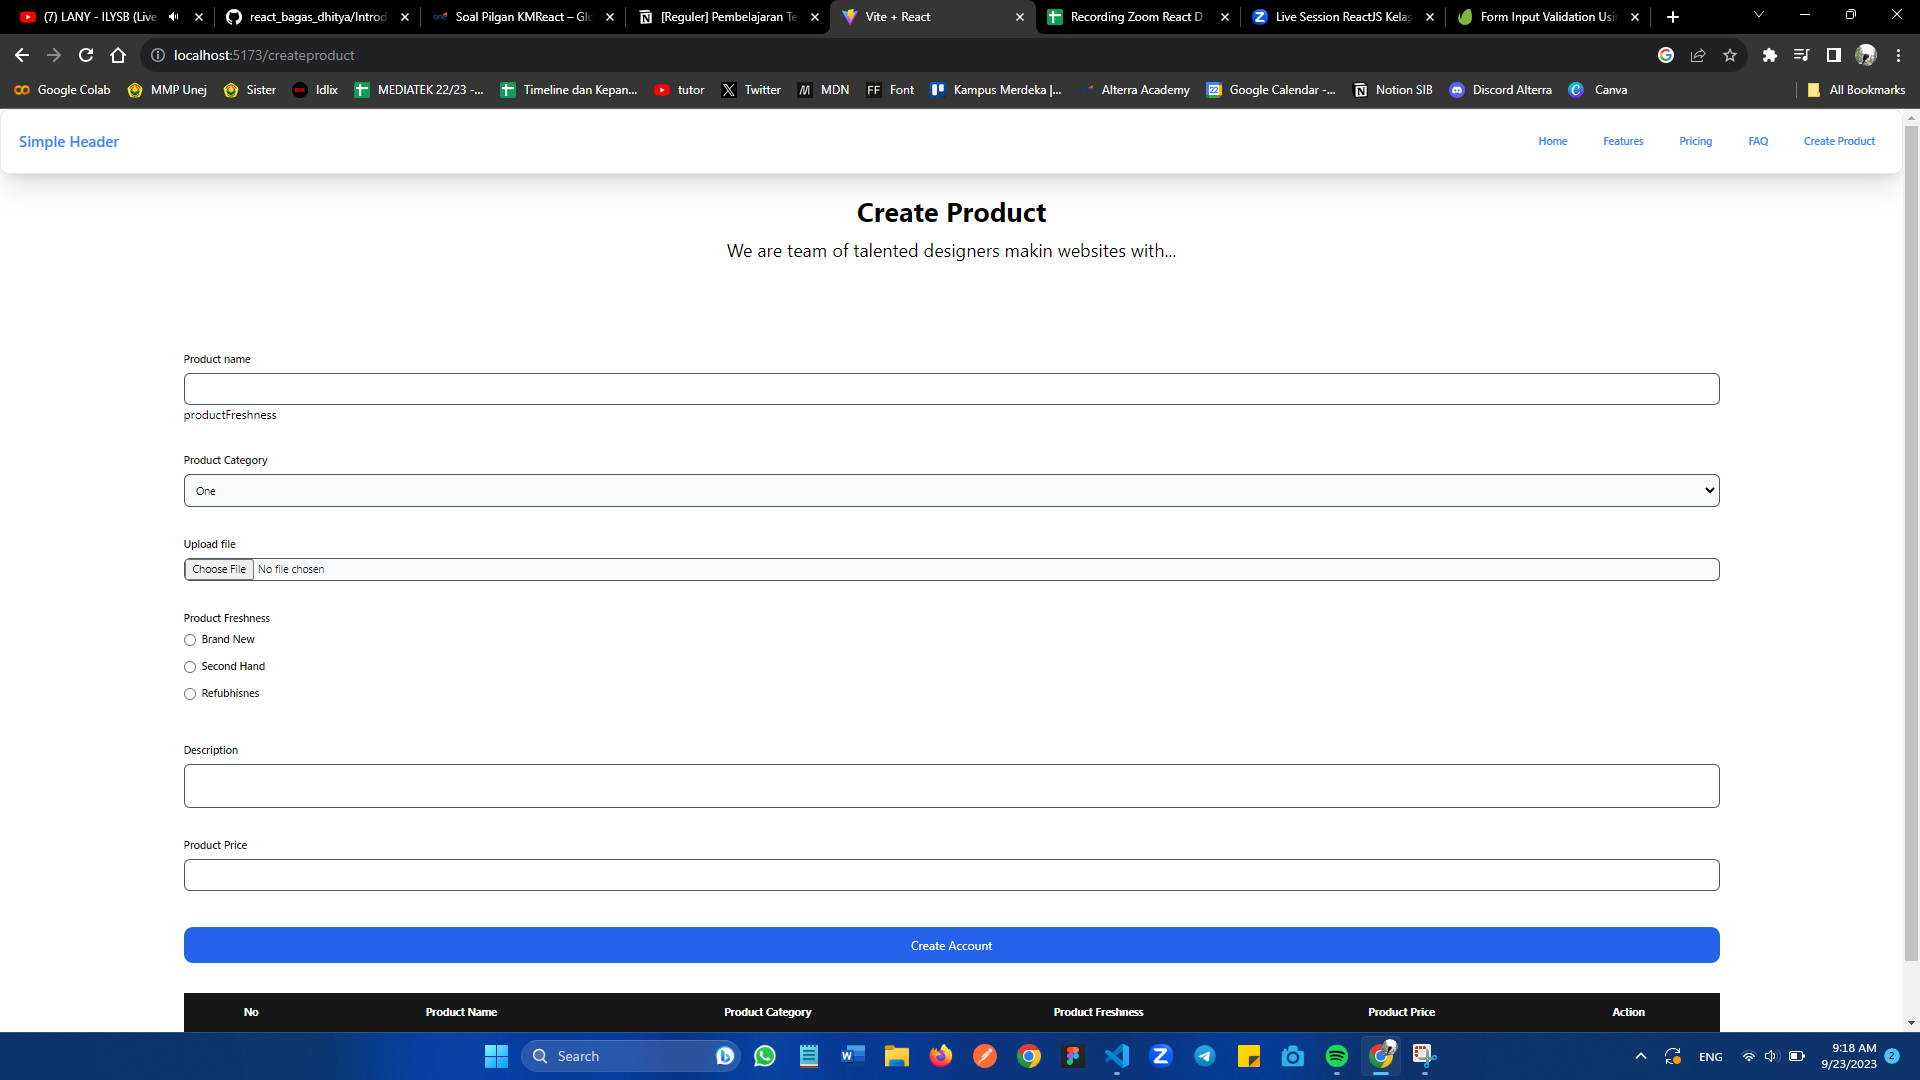 (7) LANY - ILYSB (Live
react_bagas_dhitya/Introd
Soal Pilgan KMReact – Glo
[Reguler] Pembelajaran Te
Vite + React
Recording Zoom React D
Live Session ReactJS Kelas
Form Input Validation Usin
localhost:5173/createproduct
Google Colab
MMP Unej
Sister
Idlix
MEDIATEK 22/23 -...
Timeline dan Kepan...
tutor
Twitter
MDN
Font
Kampus Merdeka |...
Alterra Academy
Google Calendar -...
Notion SIB
Discord Alterra
Canva
All Bookmarks
Simple Header
Home
Features
Pricing
FAQ
Create Product
Create Product
We are team of talented designers makin websites with...
Product name
productFreshness
Product Category
One
Upload file
Choose File No file chosen
Product Freshness
Brand New
Second Hand
Refubhisnes
Description
Product Price
Create Account
No
Product Name
Product Category
Product Freshness
Product Price
Action
Search
ENG
9:18 AM
9/23/2023
2